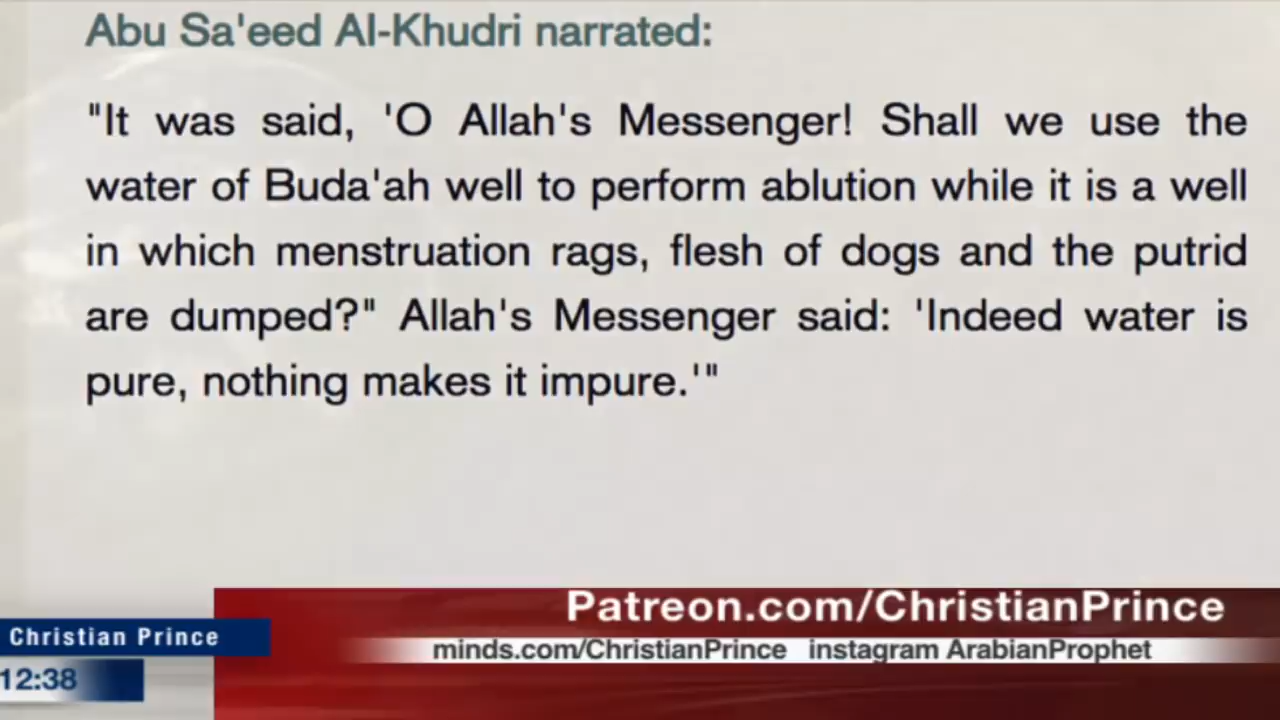 Abu Sa'eed Al-Khudri narrated:
"It was said, 'O Allah's Messenger! Shall we use the
water of Buda'ah well to perform ablution while it is a well
in which menstruation rags, flesh of dogs and the putrid
are dumped?" Allah's Messenger said: 'Indeed water is
pure, nothing makes it impure.'"
Patreon.com/ChristianPrince
Christian Prince
minds.com/ChristianPrince instagram ArabianProphet
12:38